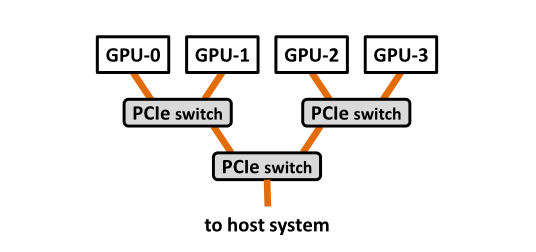 GPU-0 GPU-1 GPU-2 GPU-3
PCIe switch PCIe switch
PCIe switch
to host system